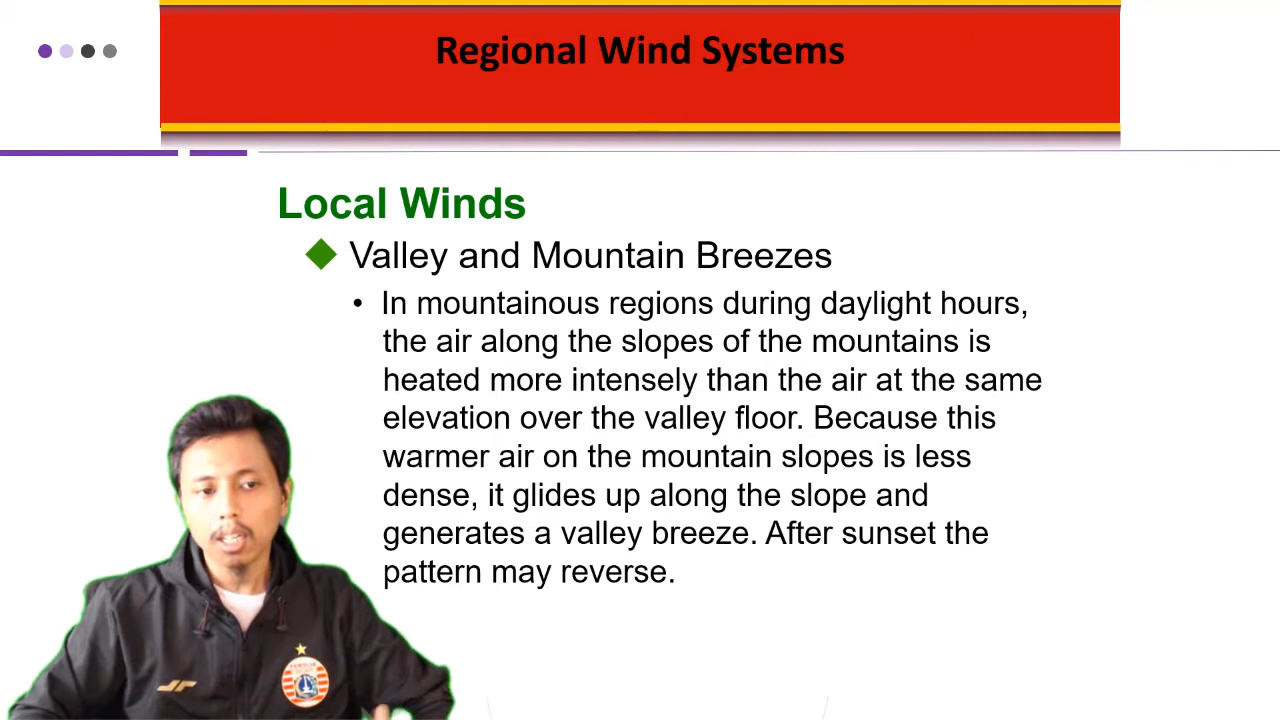 Regional Wind Systems
Local Winds
Valley and Mountain Breezes
• In mountainous regions during daylight hours,
the air along the slopes of the mountains is
heated more intensely than the air at the same
elevation over the valley floor. Because this
warmer air on the mountain slopes is less
dense, it glides up along the slope and
generates a valley breeze. After sunset the
pattern may reverse.